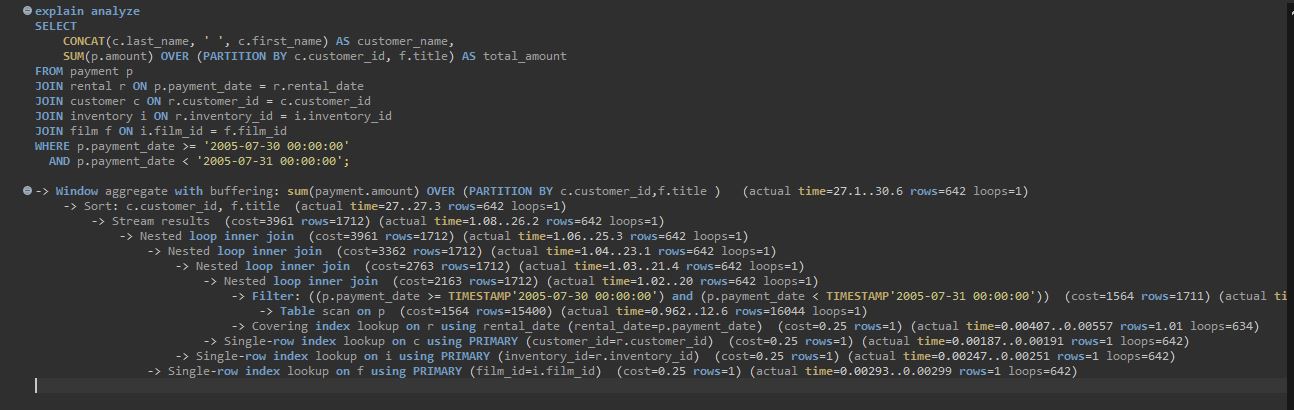 explain analyze
SELECT
    CONCAT(c.last_name, ' ', c.first_name) AS customer_name,
    SUM(p.amount) OVER (PARTITION BY c.customer_id, f.title) AS total_amount
FROM payment p
JOIN rental r ON p.payment_date = r.rental_date
JOIN customer c ON r.customer_id = c.customer_id
JOIN inventory i ON r.inventory_id = i.inventory_id
JOIN film f ON i.film_id = f.film_id
WHERE p.payment_date >= '2005-07-30 00:00:00'
  AND p.payment_date < '2005-07-31 00:00:00';
-> Window aggregate with buffering: sum(payment.amount) OVER (PARTITION BY c.customer_id,f.title )   (actual time=27.1..30.6 rows=642 loops=1)
    -> Sort: c.customer_id, f.title  (actual time=27..27.3 rows=642 loops=1)
        -> Stream results  (cost=3961 rows=1712) (actual time=1.08..26.2 rows=642 loops=1)
            -> Nested loop inner join  (cost=3961 rows=1712) (actual time=1.06..25.3 rows=642 loops=1)
                -> Nested loop inner join  (cost=3362 rows=1712) (actual time=1.04..23.1 rows=642 loops=1)
                    -> Nested loop inner join  (cost=2763 rows=1712) (actual time=1.03..21.4 rows=642 loops=1)
                        -> Nested loop inner join  (cost=2163 rows=1712) (actual time=1.02..20 rows=642 loops=1)
                            -> Filter: ((p.payment_date >= TIMESTAMP'2005-07-30 00:00:00') and (p.payment_date < TIMESTAMP'2005-07-31 00:00:00'))  (cost=1564 rows=1711) (actual ti
                                -> Table scan on p  (cost=1564 rows=15400) (actual time=0.962..12.6 rows=16044 loops=1)
                            -> Covering index lookup on r using rental_date (rental_date=p.payment_date)  (cost=0.25 rows=1) (actual time=0.00407..0.00557 rows=1.01 loops=634)
                        -> Single-row index lookup on c using PRIMARY (customer_id=r.customer_id)  (cost=0.25 rows=1) (actual time=0.00187..0.00191 rows=1 loops=642)
                    -> Single-row index lookup on i using PRIMARY (inventory_id=r.inventory_id)  (cost=0.25 rows=1) (actual time=0.00247..0.00251 rows=1 loops=642)
                -> Single-row index lookup on f using PRIMARY (film_id=i.film_id)  (cost=0.25 rows=1) (actual time=0.00293..0.00299 rows=1 loops=642)